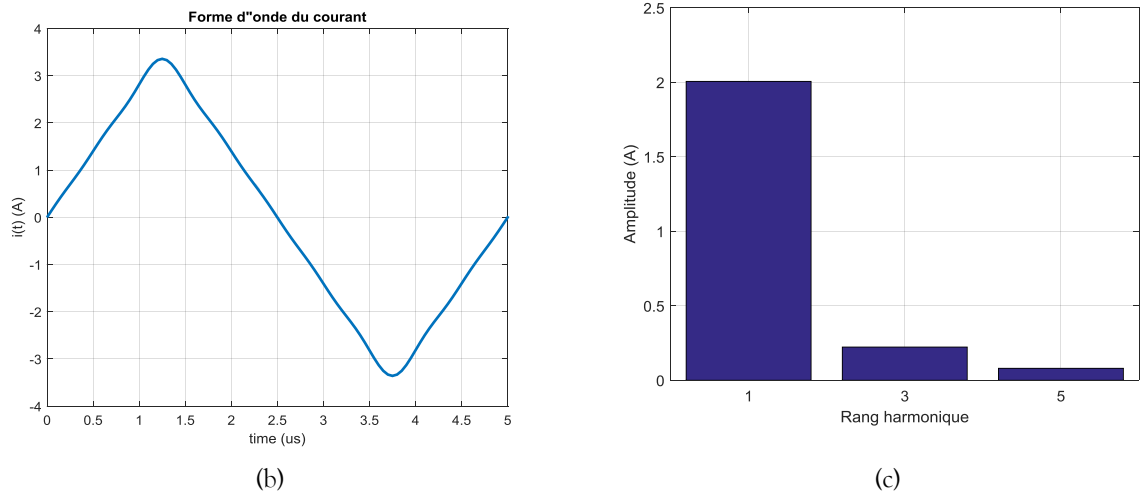 Forme d"onde du courant
4
3
2
1
0
-1
-2
-3
-4
i(t) (A)
0 0.5 1 1.5 2 2.5 3 3.5 4 4.5 5
time (us)
(b)
2.5
2
1.5
1
0.5
0
Amplitude (A)
1 3 5
Rang harmonique
(c)